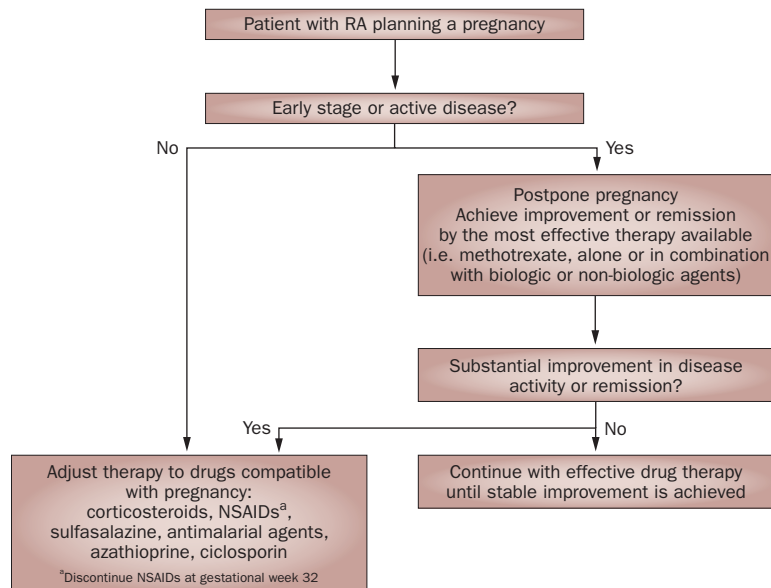 Patient with RA planning a pregnancy
Early stage or active disease?
No
Yes
Postpone pregnancy
Achieve improvement or remission
by the most effective therapy available
(i.e. methotrexate, alone or in combination
with biologic or non-biologic agents)
Substantial improvement in disease
activity or remission?
Yes
No
Adjust therapy to drugs compatible
with pregnancy:
corticosteroids, NSAIDsᵃ,
sulfasalazine, antimalarial agents,
azathioprine, ciclosporin
ᵃDiscontinue NSAIDs at gestational week 32
Continue with effective drug therapy
until stable improvement is achieved